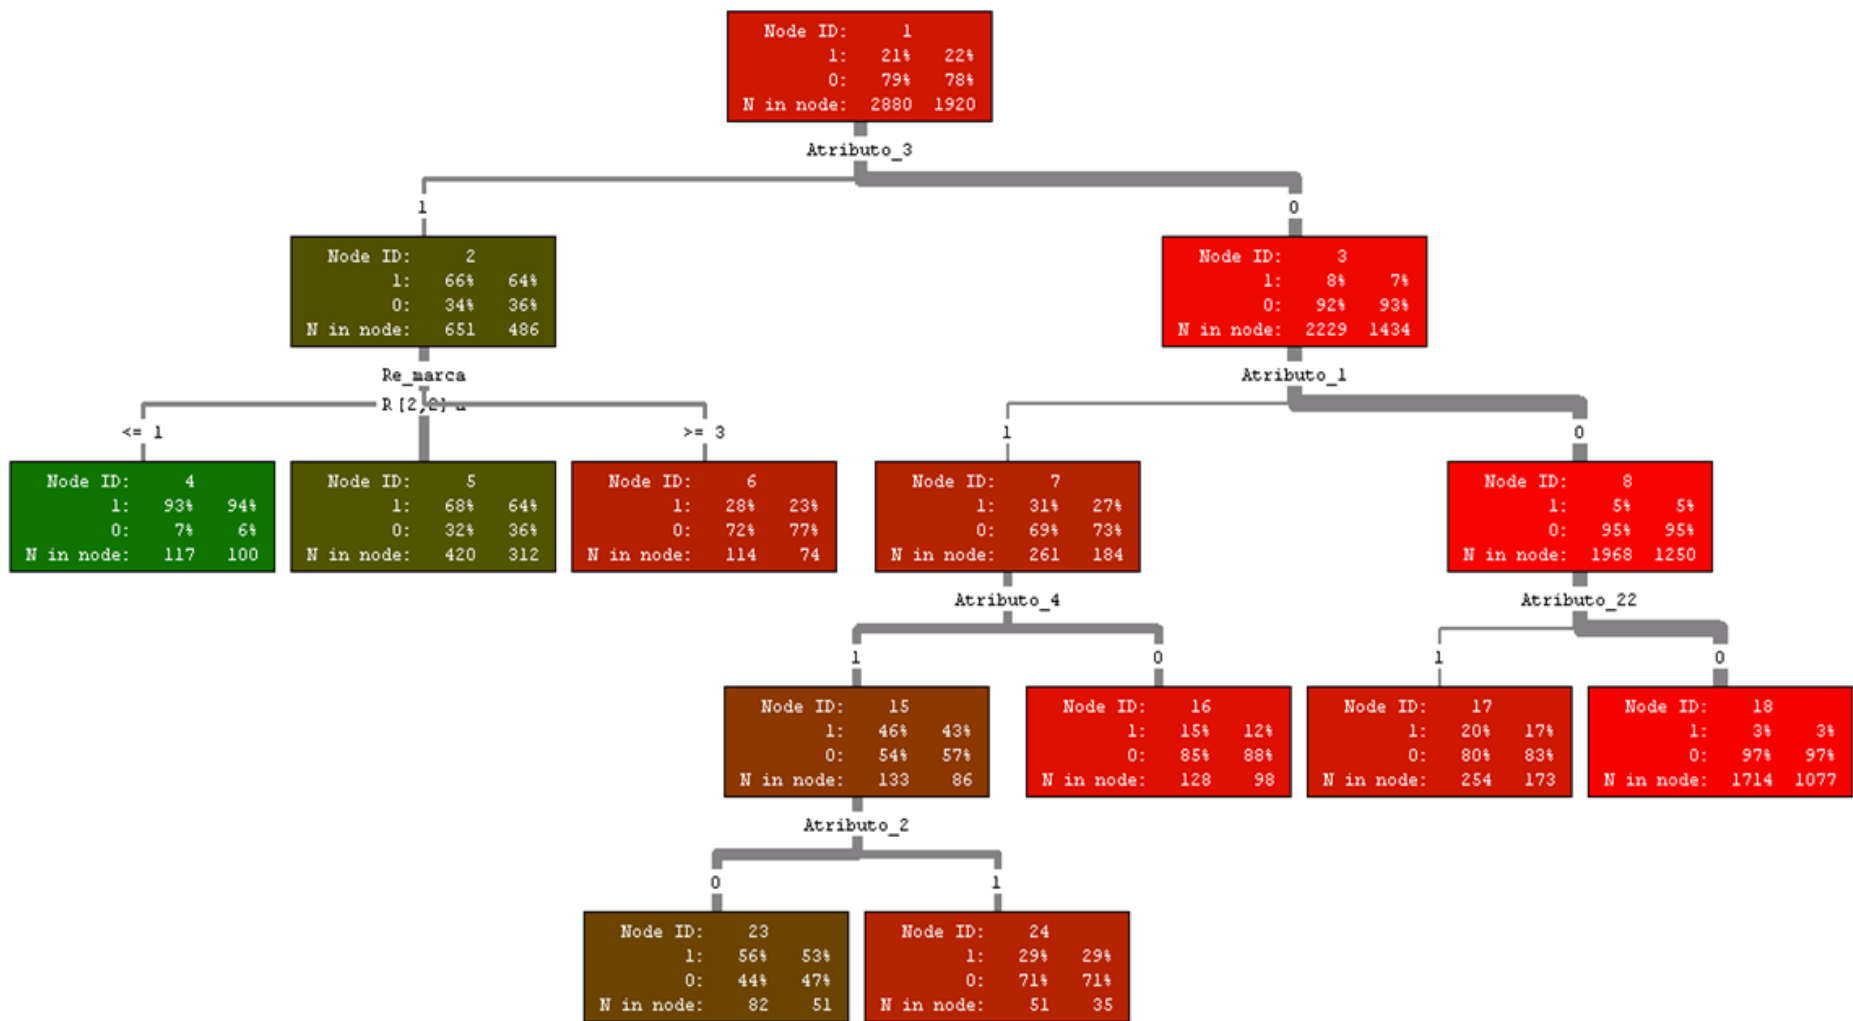 Node ID: 1
1: 21% 22%
0: 79% 78%
N in node: 2880 1920
Atributo_3
1
0
Node ID: 2
1: 66% 64%
0: 34% 36%
N in node: 651 486
Node ID: 3
1: 8% 7%
0: 92% 93%
N in node: 2229 1434
Re_marca
R[2,2]
<= 1
>= 3
Atributo_1
1
0
Node ID: 4
1: 93% 94%
0: 7% 6%
N in node: 117 100
Node ID: 5
1: 68% 64%
0: 32% 36%
N in node: 420 312
Node ID: 6
1: 28% 23%
0: 72% 77%
N in node: 114 74
Node ID: 7
1: 31% 27%
0: 69% 73%
N in node: 261 184
Node ID: 8
1: 5% 5%
0: 95% 95%
N in node: 1968 1250
Atributo_4
1
0
Atributo_22
1
0
Node ID: 15
1: 46% 43%
0: 54% 57%
N in node: 133 86
Node ID: 16
1: 15% 12%
0: 85% 88%
N in node: 128 98
Node ID: 17
1: 20% 17%
0: 80% 83%
N in node: 254 173
Node ID: 18
1: 3% 3%
0: 97% 97%
N in node: 1714 1077
Atributo_2
0
1
Node ID: 23
1: 56% 53%
0: 44% 47%
N in node: 82 51
Node ID: 24
1: 29% 29%
0: 71% 71%
N in node: 51 35